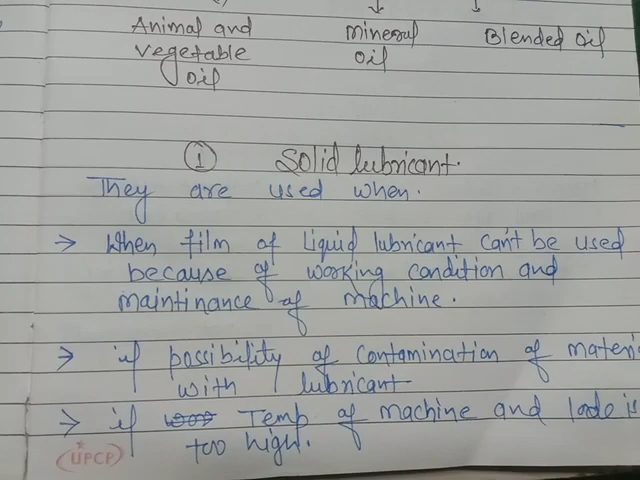 Animal and mineral Blended oil
vegetable oil
oil
① Solid lubricant.
They are used when.
→ When film of liquid lubricant can't be used
because of working condition and
maintinance of machine.
→ if possibility of contamination of materi
with lubricant
→ if Temp of machine and lode is
too high.
UPCP